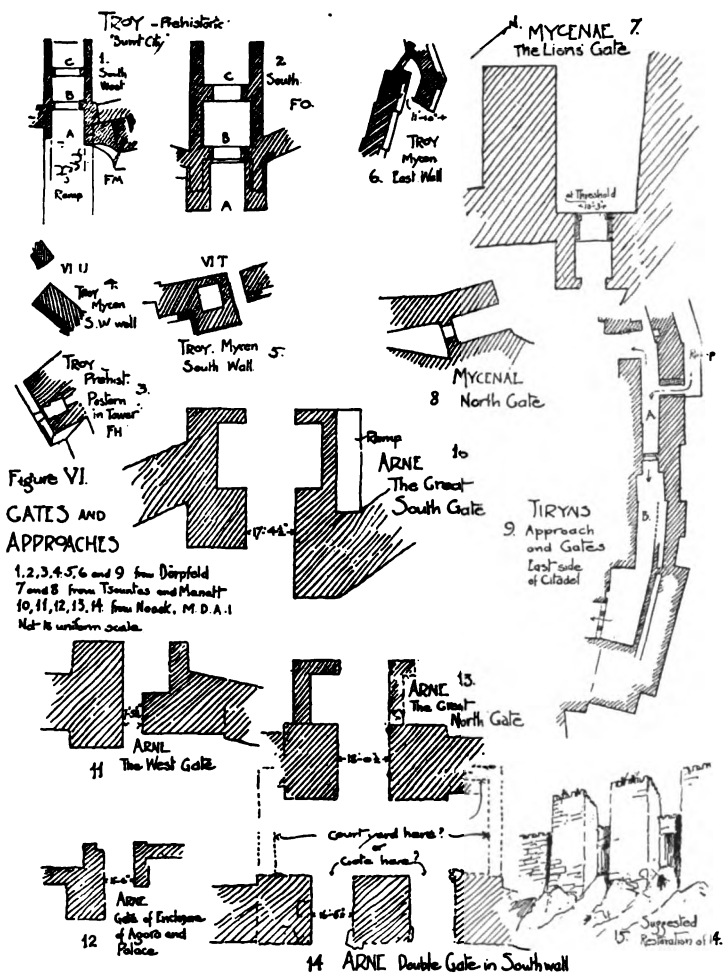 TROY - Prehistoric
"Burnt City"
1.
South
West
C
B
A
Ramp
FM
2
South
FO.
C
B
A
TROY
Mycen
6. East Wall
N.
MYCENAE 7.
The Lions' Gate
at Threshold
VI U
4.
Troy
Mycen
S.W wall
VI T
TROY. Mycen 5.
South Wall
TROY 3.
Prehist.
Postern
in Tower
FH
8 MYCENAE
North Gate
Figure VI.
GATES AND
APPROACHES
1,2,3,4,5,6 and 9 from Dörpfeld
7 and 8 from Tsountas and Manatt
10,11,12,13,14 from Noack, M.D.A.I
Not to uniform scale
Ramp
ARNE 10
The Great
South Gate
17'-4½"
A.
B.
TIRYNS
9. Approach
and Gates
East side
of Citadel
ARNE
11 The West Gate
13.
ARNE
The Great
North Gate
ARNE
Gate of Enclosure
of Agora and
Palace
12
courtyard here?
or
Gate here?
14 ARNE Double Gate in South wall
15. Suggested
Restoration of 14.